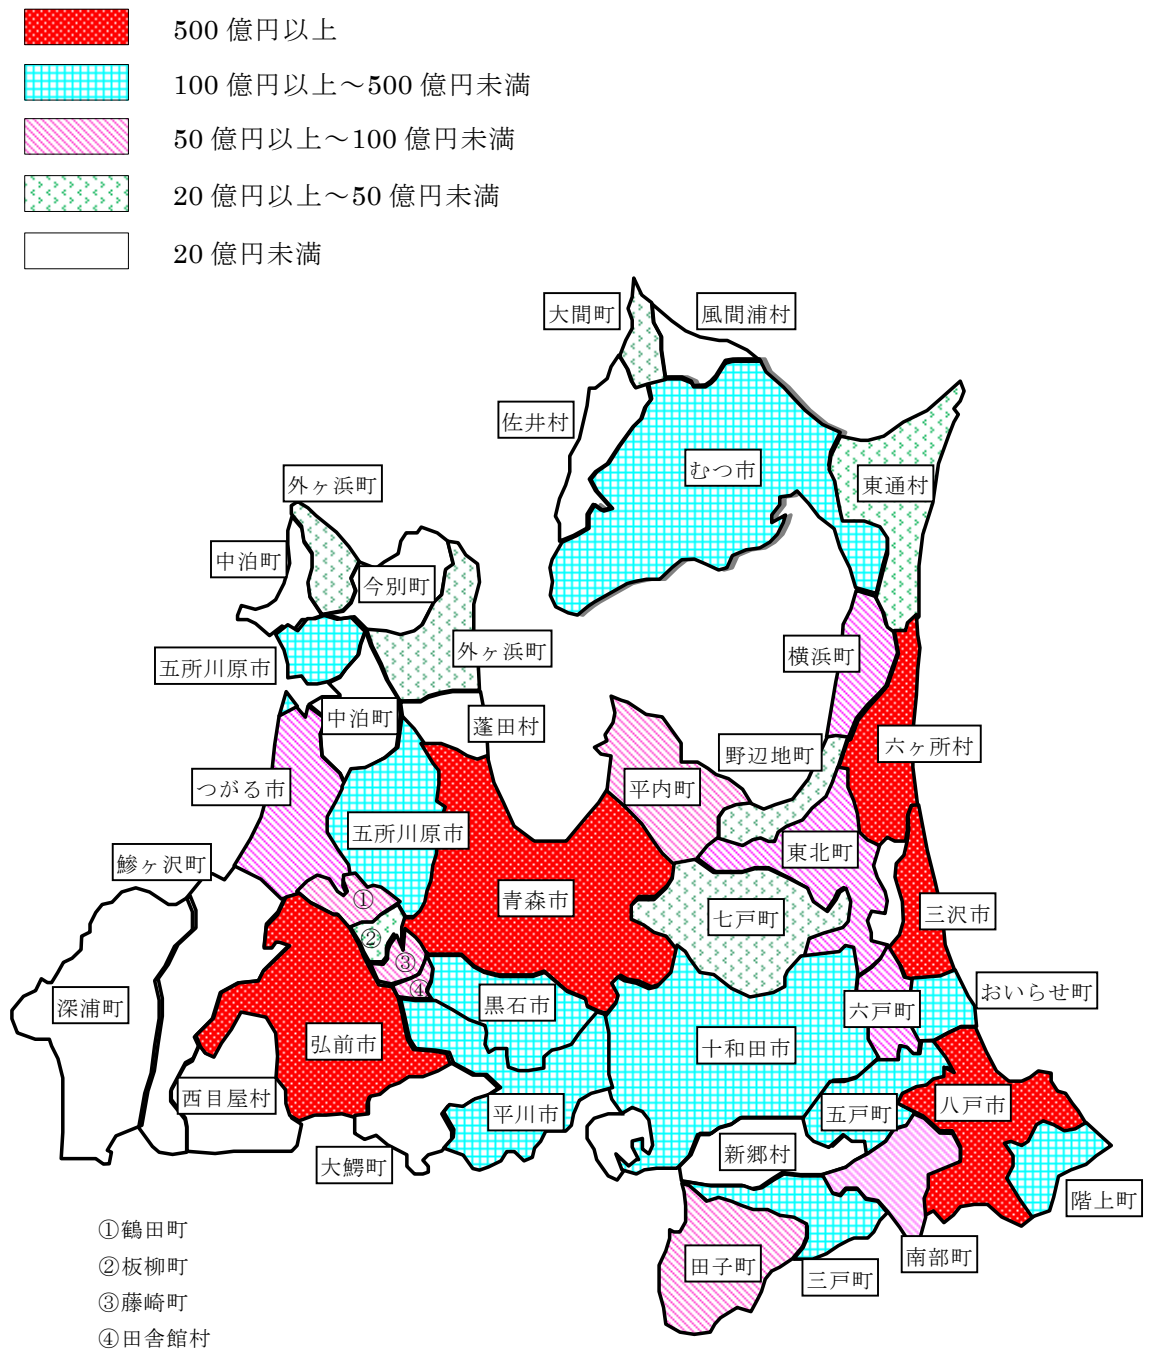 500 億円以上
100 億円以上～500 億円未満
50 億円以上～100 億円未満
20 億円以上～50 億円未満
20 億円未満
大間町
風間浦村
佐井村
むつ市
東通村
外ヶ浜町
中泊町
今別町
五所川原市
外ヶ浜町
横浜町
中泊町
蓬田村
野辺地町
六ヶ所村
つがる市
平内町
五所川原市
東北町
鰺ヶ沢町
①
青森市
七戸町
三沢市
②
③
④
深浦町
黒石市
六戸町
おいらせ町
弘前市
十和田市
西目屋村
平川市
五戸町
八戸市
大鰐町
新郷村
階上町
田子町
三戸町
南部町
①鶴田町
②板柳町
③藤崎町
④田舎館村